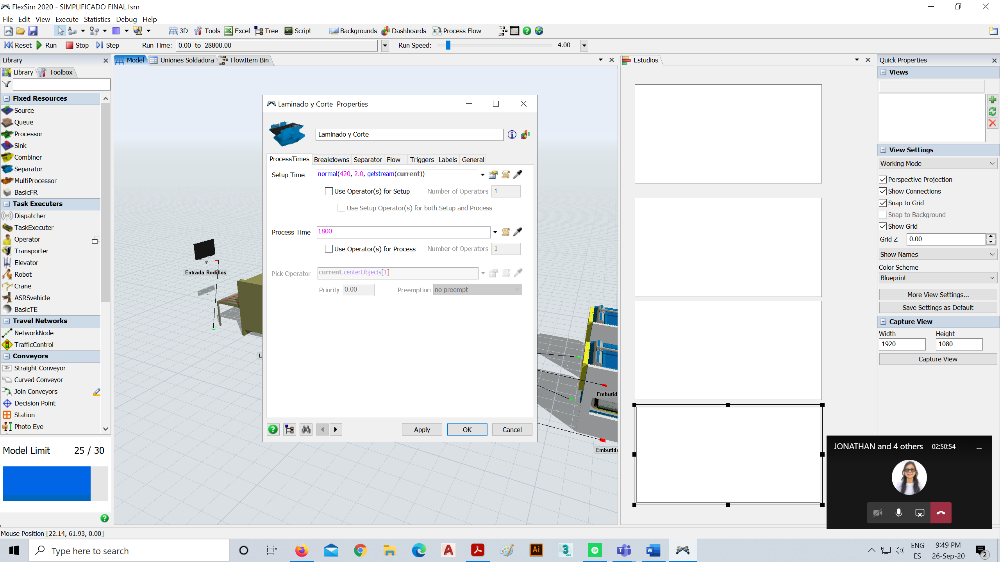 FlexSim 2020 - SIMPLIFICADO FINAL.fsm
File Edit View Execute Statistics Debug Help
3D Tools Excel Tree Script Backgrounds Dashboards Process Flow
Reset Run Stop Step Run Time: 0.00 to 28800.00 Run Speed: 4.00
Library
Library Toolbox
Fixed Resources
Source
Queue
Processor
Sink
Combiner
Separator
MultiProcessor
BasicFR
Task Executers
Dispatcher
TaskExecuter
Operator
Transporter
Elevator
Robot
Crane
ASRSvehicle
BasicTE
Travel Networks
NetworkNode
TrafficControl
Conveyors
Straight Conveyor
Curved Conveyor
Join Conveyors
Decision Point
Station
Photo Eye
Model Limit 25 / 30
Mouse Position [22.14, 61.93, 0.00]
Model Uniones Soldadora FlowItem Bin
Entrada Rodillos
L
Embutid
Embutido
Laminado y Corte Properties
Laminado y Corte
ProcessTimes Breakdowns Separator Flow Triggers Labels General
Setup Time normal(420, 2.0, getstream(current))
Use Operator(s) for Setup Number of Operators 1
Use Setup Operator(s) for both Setup and Process
Process Time 1800
Use Operator(s) for Process Number of Operators 1
Pick Operator current.centerObjects[1]
Priority 0.00 Preemption no preempt
Apply OK Cancel
Estudios
Quick Properties
Views
View Settings
Working Mode
Perspective Projection
Show Connections
Snap to Grid
Snap to Background
Show Grid
Grid Z 0.00
Show Names
Color Scheme
Blueprint
More View Settings...
Save Settings as Default
Capture View
Width Height
1920 1080
Capture View
JONATHAN and 4 others 02:50:54
Type here to search
ENG
ES
9:49 PM
26-Sep-20
2